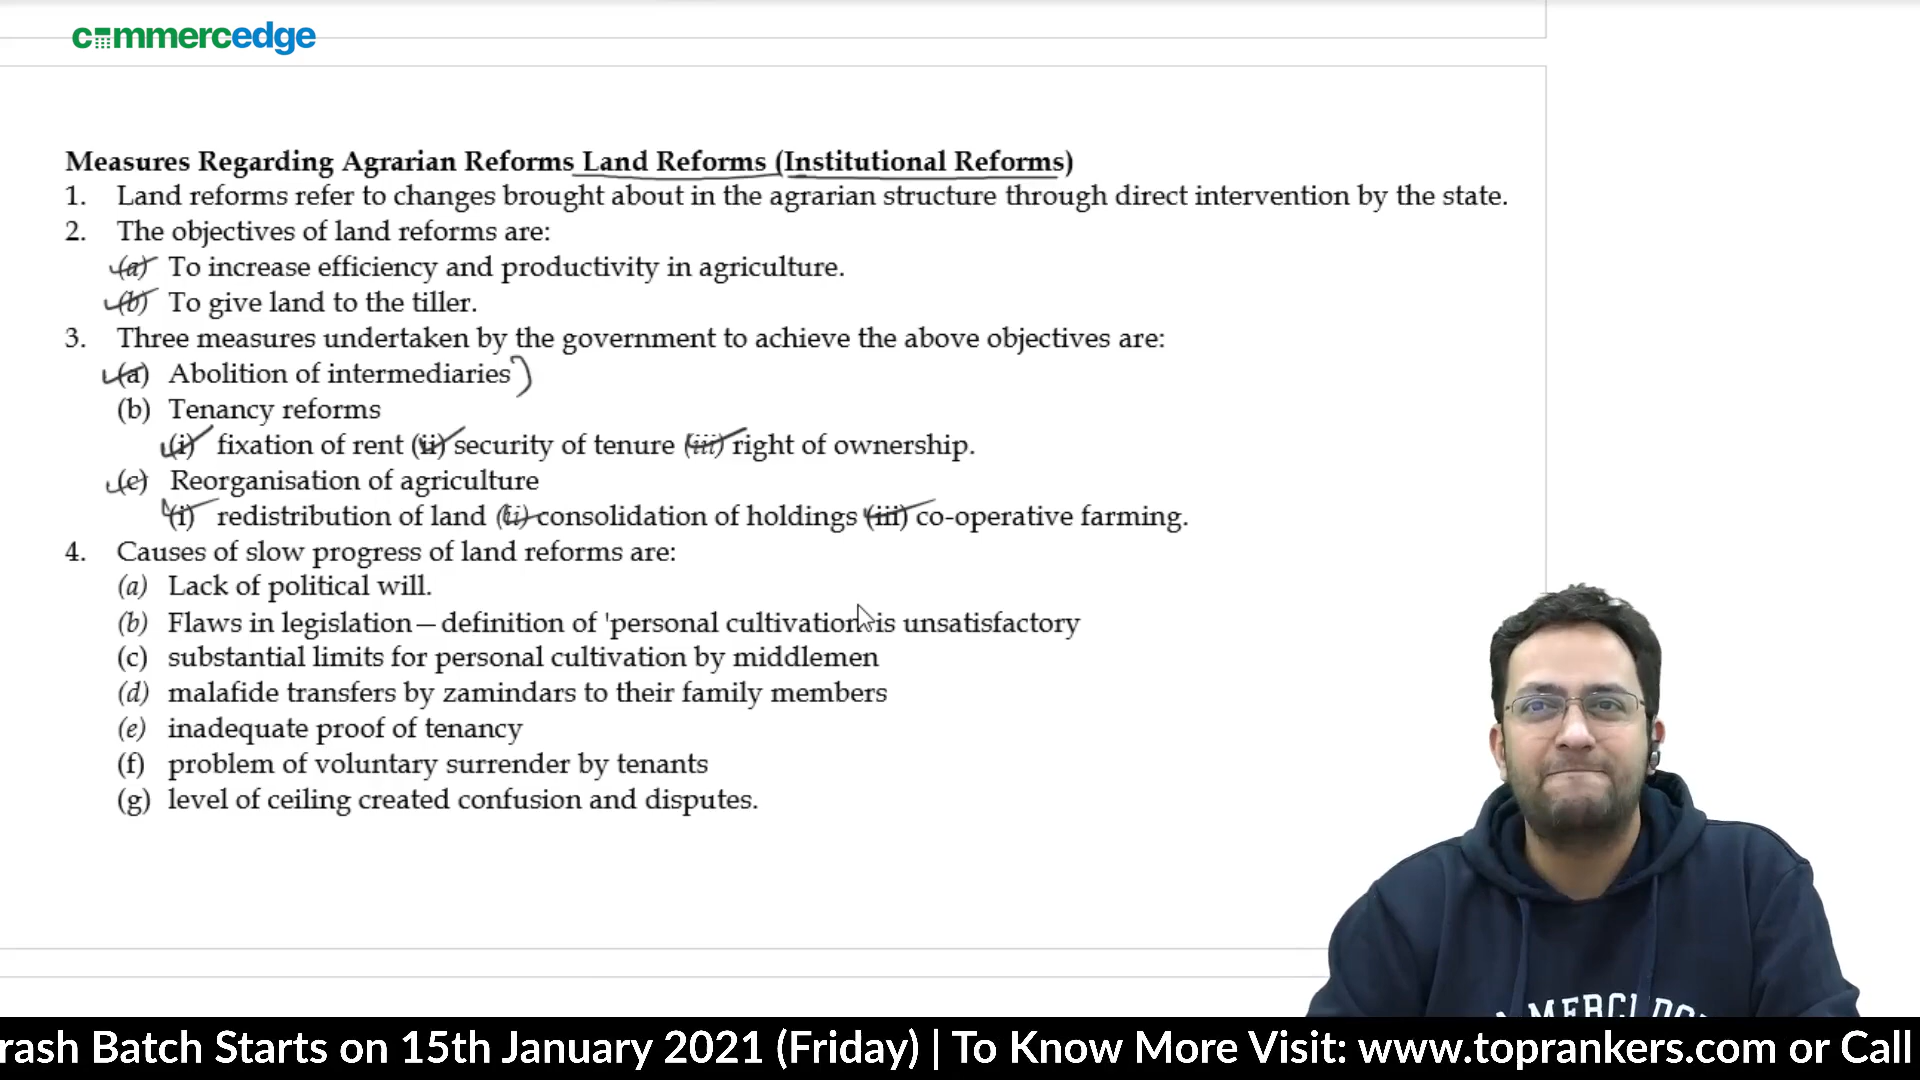 commercedge
Measures Regarding Agrarian Reforms Land Reforms (Institutional Reforms)
1. Land reforms refer to changes brought about in the agrarian structure through direct intervention by the state.
2. The objectives of land reforms are:
(a) To increase efficiency and productivity in agriculture.
(b) To give land to the tiller.
3. Three measures undertaken by the government to achieve the above objectives are:
(a) Abolition of intermediaries
(b) Tenancy reforms
(i) fixation of rent (ii) security of tenure (iii) right of ownership.
(c) Reorganisation of agriculture
(i) redistribution of land (ii) consolidation of holdings (iii) co-operative farming.
4. Causes of slow progress of land reforms are:
(a) Lack of political will.
(b) Flaws in legislation—definition of 'personal cultivation' is unsatisfactory
(c) substantial limits for personal cultivation by middlemen
(d) malafide transfers by zamindars to their family members
(e) inadequate proof of tenancy
(f) problem of voluntary surrender by tenants
(g) level of ceiling created confusion and disputes.
rash Batch Starts on 15th January 2021 (Friday) | To Know More Visit: www.toprankers.com or Call